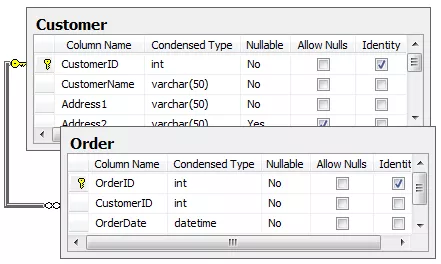 Customer
Column Name Condensed Type Nullable Allow Nulls Identity
CustomerID int No
CustomerName varchar(50) No
Address1 varchar(50) No
Address2 varchar(50) Yes
Order
Column Name Condensed Type Nullable Allow Nulls Identit
OrderID int No
CustomerID int No
OrderDate datetime No